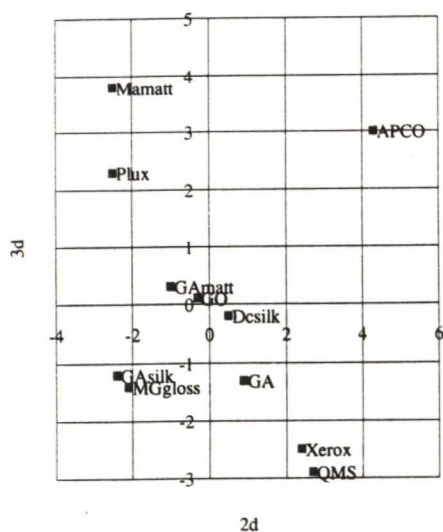 5
4
Mamatt
3
APCO
Plux
2
3d
1
GAmatt
GO
0
Dcsilk
-4 -2 0 2 4 6
-1
GAsilk
GA
MGgloss
-2
Xerox
QMS
-3
2d